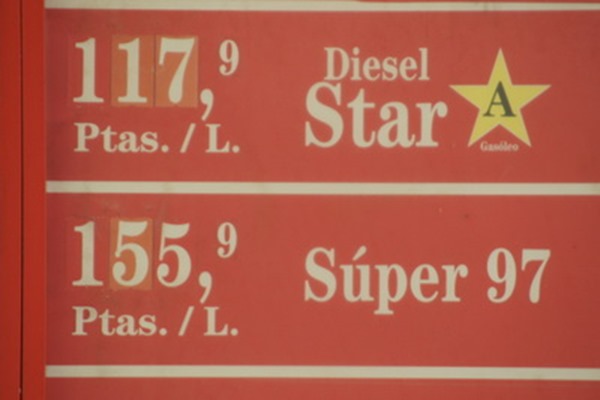 117,9
Ptas. / L.
Diesel
Star
A
Gasóleo
155,9
Ptas. / L.
Súper 97